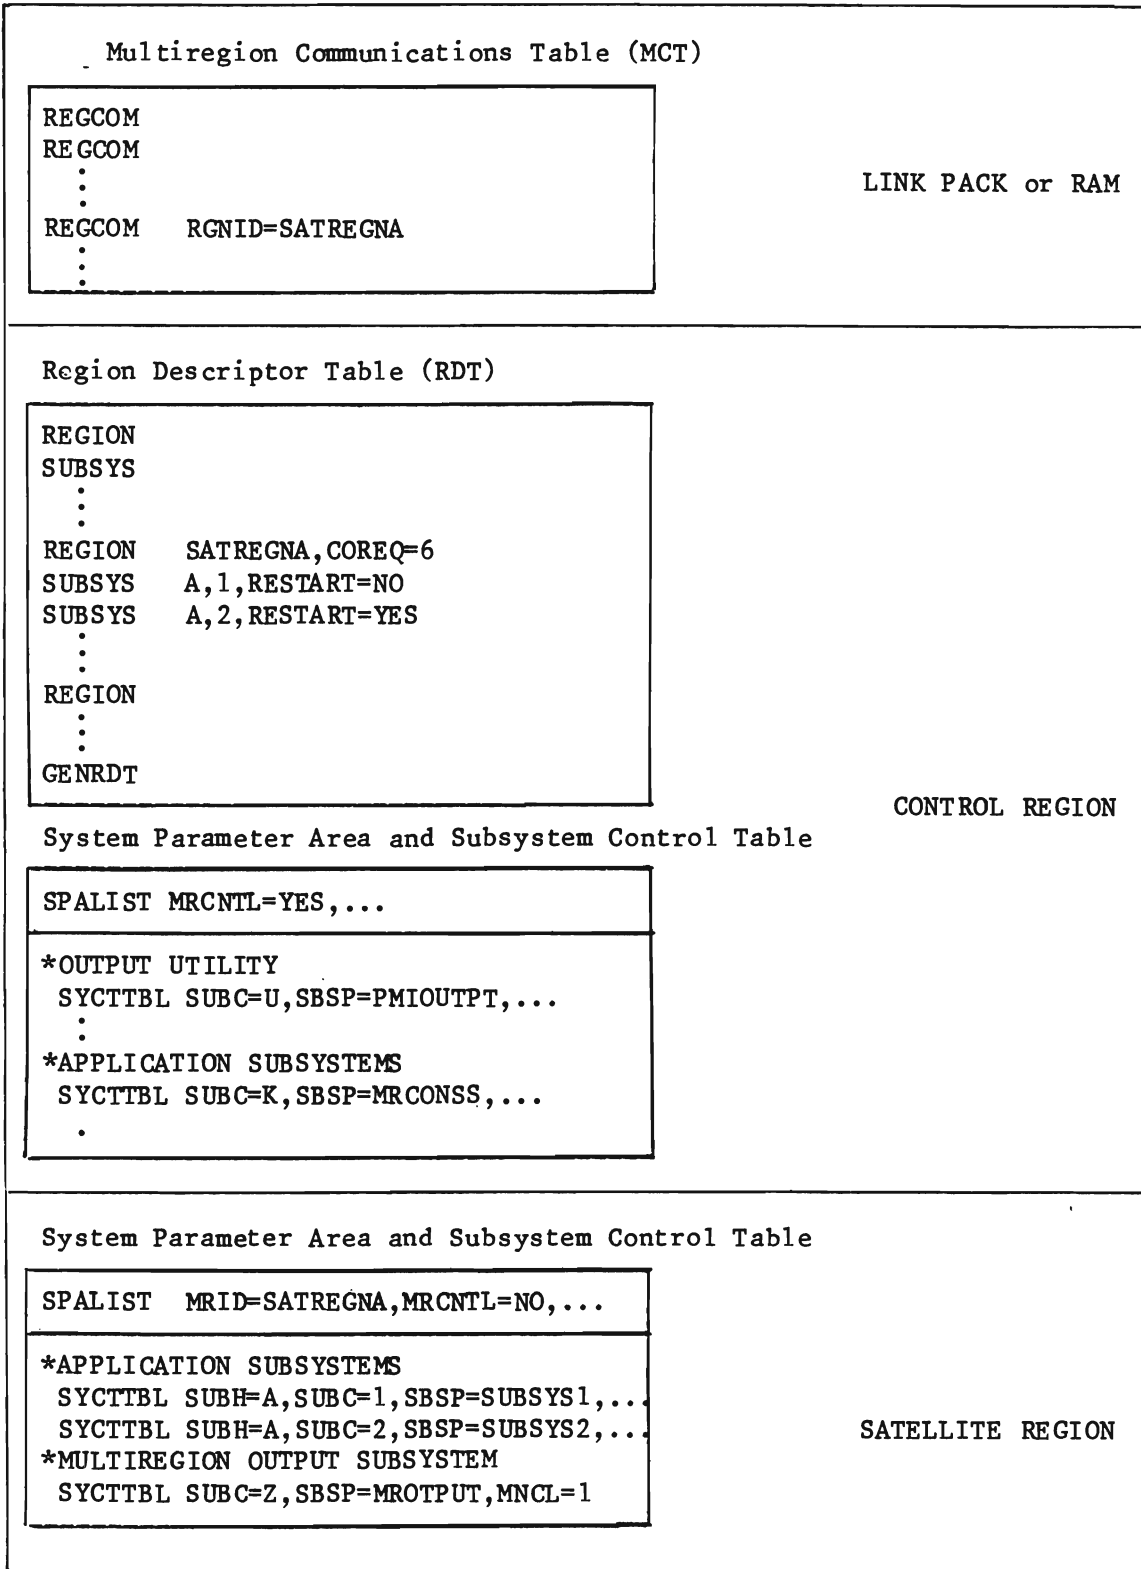 Multiregion Communications Table (MCT)
REGCOM
REGCOM
REGCOM RGNID=SATREGNA
LINK PACK or RAM
Region Descriptor Table (RDT)
REGION
SUBSYS
REGION SATREGNA,COREQ=6
SUBSYS A,1,RESTART=NO
SUBSYS A,2,RESTART=YES
REGION
GENRDT
CONTROL REGION
System Parameter Area and Subsystem Control Table
SPALIST MRCNTL=YES,...
*OUTPUT UTILITY
SYCTTBL SUBC=U,SBSP=PMIOUTPT,...
*APPLICATION SUBSYSTEMS
SYCTTBL SUBC=K,SBSP=MRCONSS,...
System Parameter Area and Subsystem Control Table
SPALIST MRID=SATREGNA,MRCNTL=NO,...
*APPLICATION SUBSYSTEMS
SYCTTBL SUBH=A,SUBC=1,SBSP=SUBSYS1,...
SYCTTBL SUBH=A,SUBC=2,SBSP=SUBSYS2,...
SATELLITE REGION
*MULTIREGION OUTPUT SUBSYSTEM
SYCTTBL SUBC=Z,SBSP=MROTPUT,MNCL=1